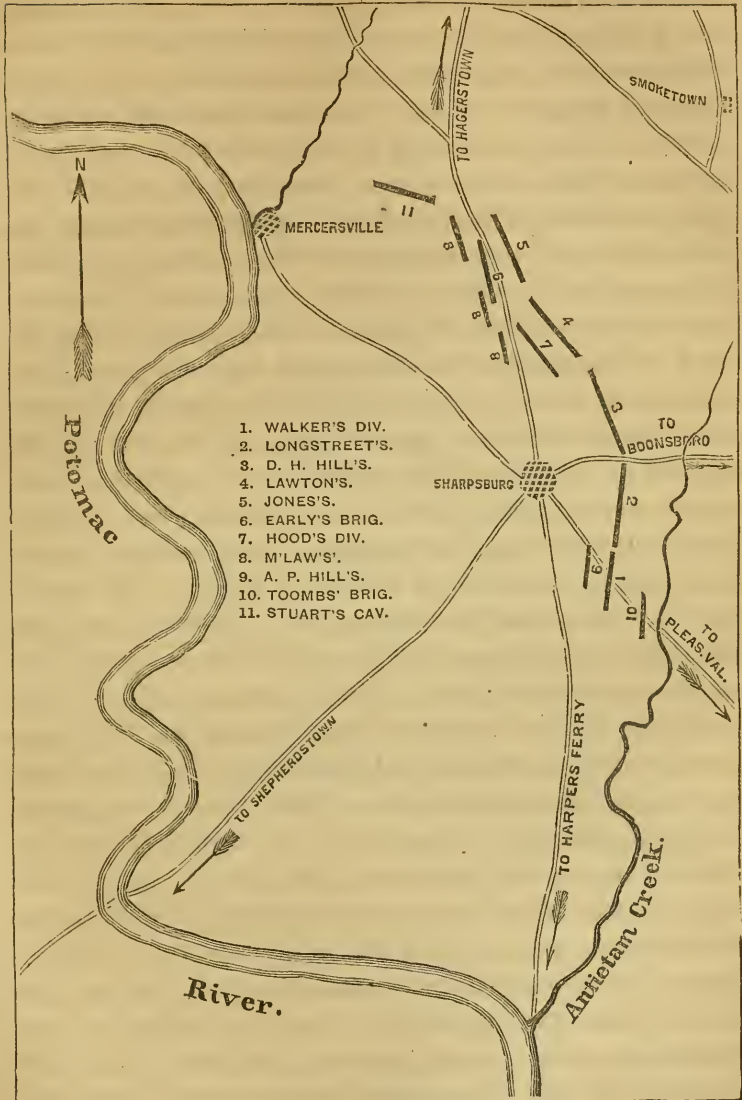 TO HAGERSTOWN
SMOKETOWN
N
11
MERCERSVILLE
8
5
6
8
4
8
7
3
Potomac
1. WALKER'S DIV.
2. LONGSTREET'S.
3. D. H. HILL'S.
4. LAWTON'S.
5. JONES'S.
6. EARLY'S BRIG.
7. HOOD'S DIV.
8. M'LAW'S'.
9. A. P. HILL'S.
10. TOOMBS' BRIG.
11. STUART'S CAV.
TO
BOONSBORO
SHARPSBURG
2
9
1
10
TO
PLEAS. VAL.
TO SHEPHERDSTOWN
TO HARPERS FERRY
Antietam Creek.
River.